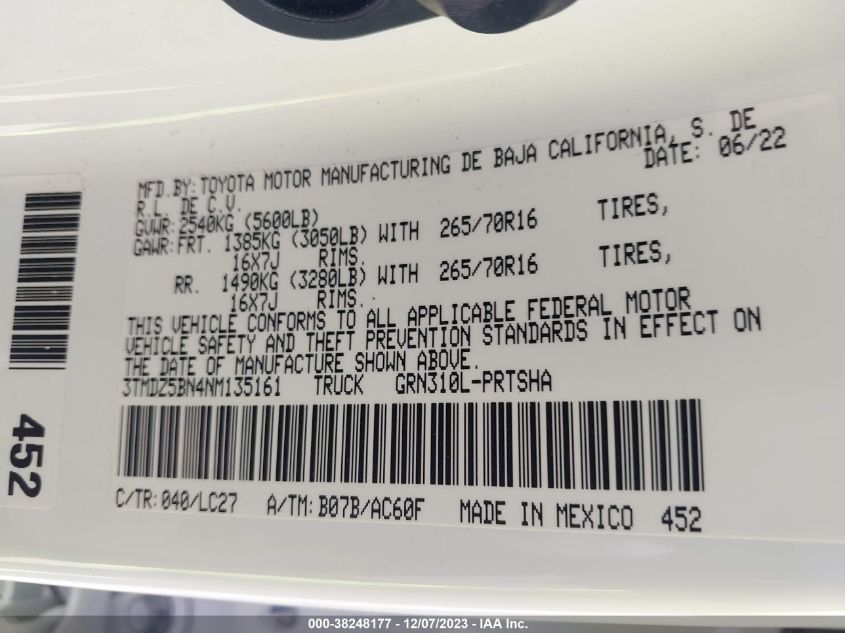 MFD.BY:TOYOTA MOTOR MANUFACTURING DE BAJA CALIFORNIA, S. DE
R.L. DE C.V. DATE: 06/22
GVWR:2540KG (5600LB)
GAWR:FRT. 1385KG (3050LB) WITH 265/70R16 TIRES,
16X7J RIMS.
RR. 1490KG (3280LB) WITH 265/70R16 TIRES,
16X7J RIMS.
THIS VEHICLE CONFORMS TO ALL APPLICABLE FEDERAL MOTOR
VEHICLE SAFETY AND THEFT PREVENTION STANDARDS IN EFFECT ON
THE DATE OF MANUFACTURE SHOWN ABOVE.
3TMDZ5BN4NM135161 TRUCK GRN310L-PRTSHA
C/TR:040/LC27 A/TM:B07B/AC60F MADE IN MEXICO 452
452
000-38248177 - 12/07/2023 - IAA Inc.